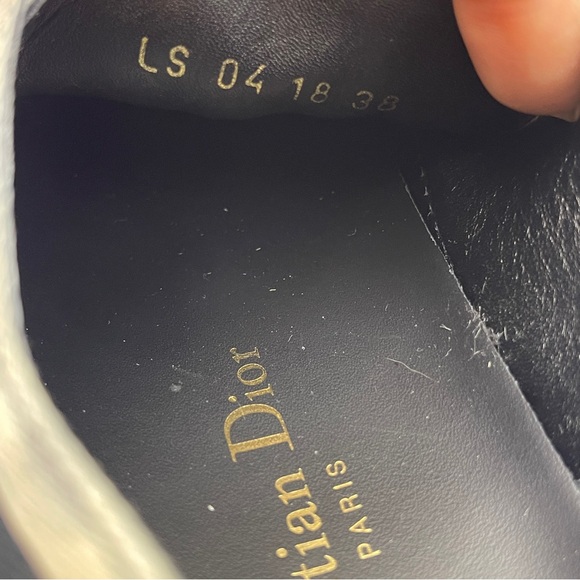 LS 04 18 38
tian Dior
PARIS